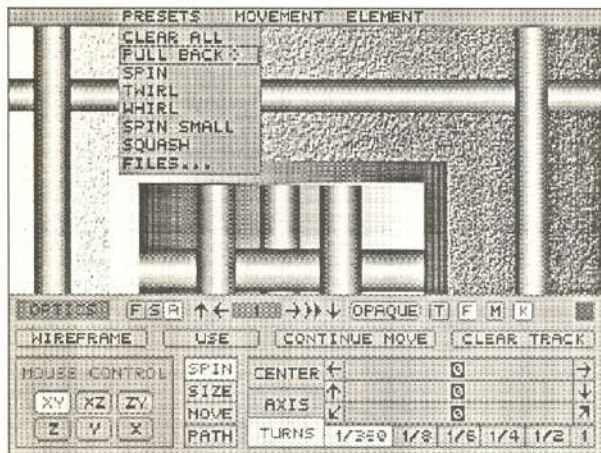 PRESETS MOVEMENT ELEMENT
CLEAR ALL
PULL BACK
SPIN
TWIRL
WHIRL
SPIN SMALL
SQUASH
FILES...
OPTICS F S A ↑ ← 1 → →→ ↓ OPAQUE T F M K
WIREFRAME USE CONTINUE MOVE CLEAR TRACK
MOUSE CONTROL
XY XZ ZY
Z Y X
SPIN
SIZE
MOVE
PATH
CENTER ← 0 →
AXIS ↑ 0 ↓
↙ 0 ↗
TURNS 1/360 1/8 1/6 1/4 1/2 1